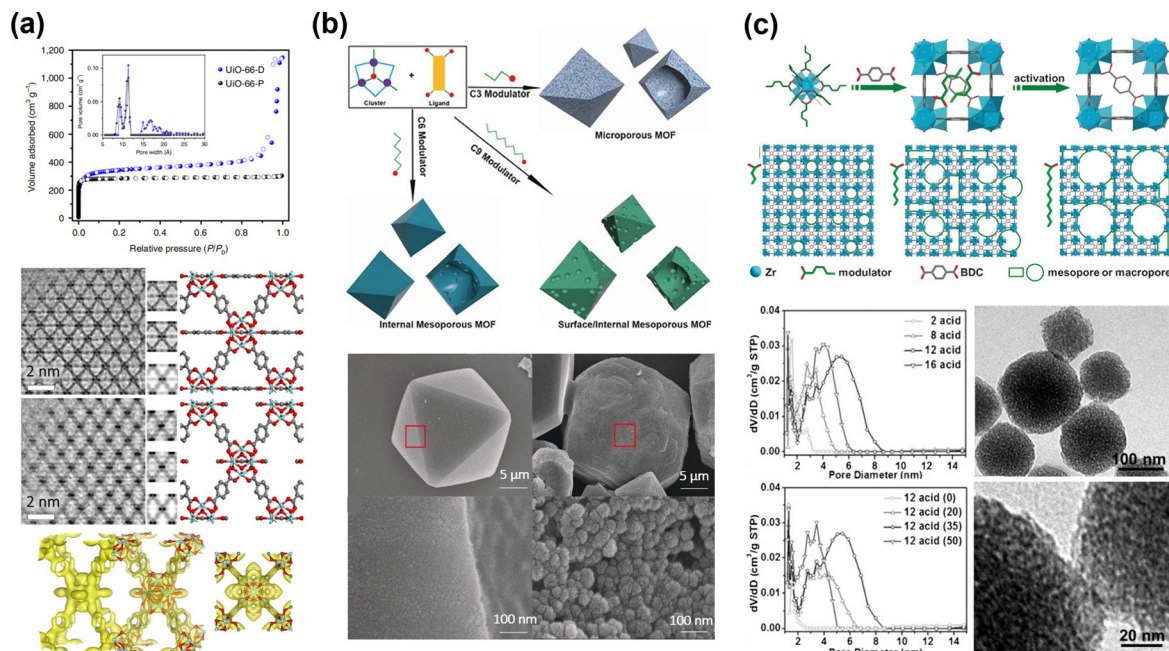 (a)
1,200
1,000
800
600
400
200
0
Volume adsorbed (cm³ g⁻¹)
0.10
0.05
0.00
Pore volume (cm³ g⁻¹)
5 10 15 20 25 30
Pore width (Å)
UiO-66-D
UiO-66-P
0.0 0.2 0.4 0.6 0.8 1.0
Relative pressure (P/P₀)
2 nm
2 nm
(b)
Cluster
+
Ligand
C3 Modulator
C6 Modulator
C9 Modulator
Microporous MOF
Internal Mesoporous MOF
Surface/Internal Mesoporous MOF
5 μm
5 μm
100 nm
100 nm
(c)
activation
Zr
modulator
BDC
mesopore or macropore
0.04
0.03
0.02
0.01
0.00
dV/dD (cm³/g STP)
2 acid
8 acid
12 acid
16 acid
2 4 6 8 10 12 14
Pore Diameter (nm)
100 nm
0.04
0.03
0.02
0.01
0.00
dV/dD (cm³/g STP)
12 acid (0)
12 acid (20)
12 acid (35)
12 acid (50)
2 4 6 8 10 12 14
Pore Diameter (nm)
20 nm